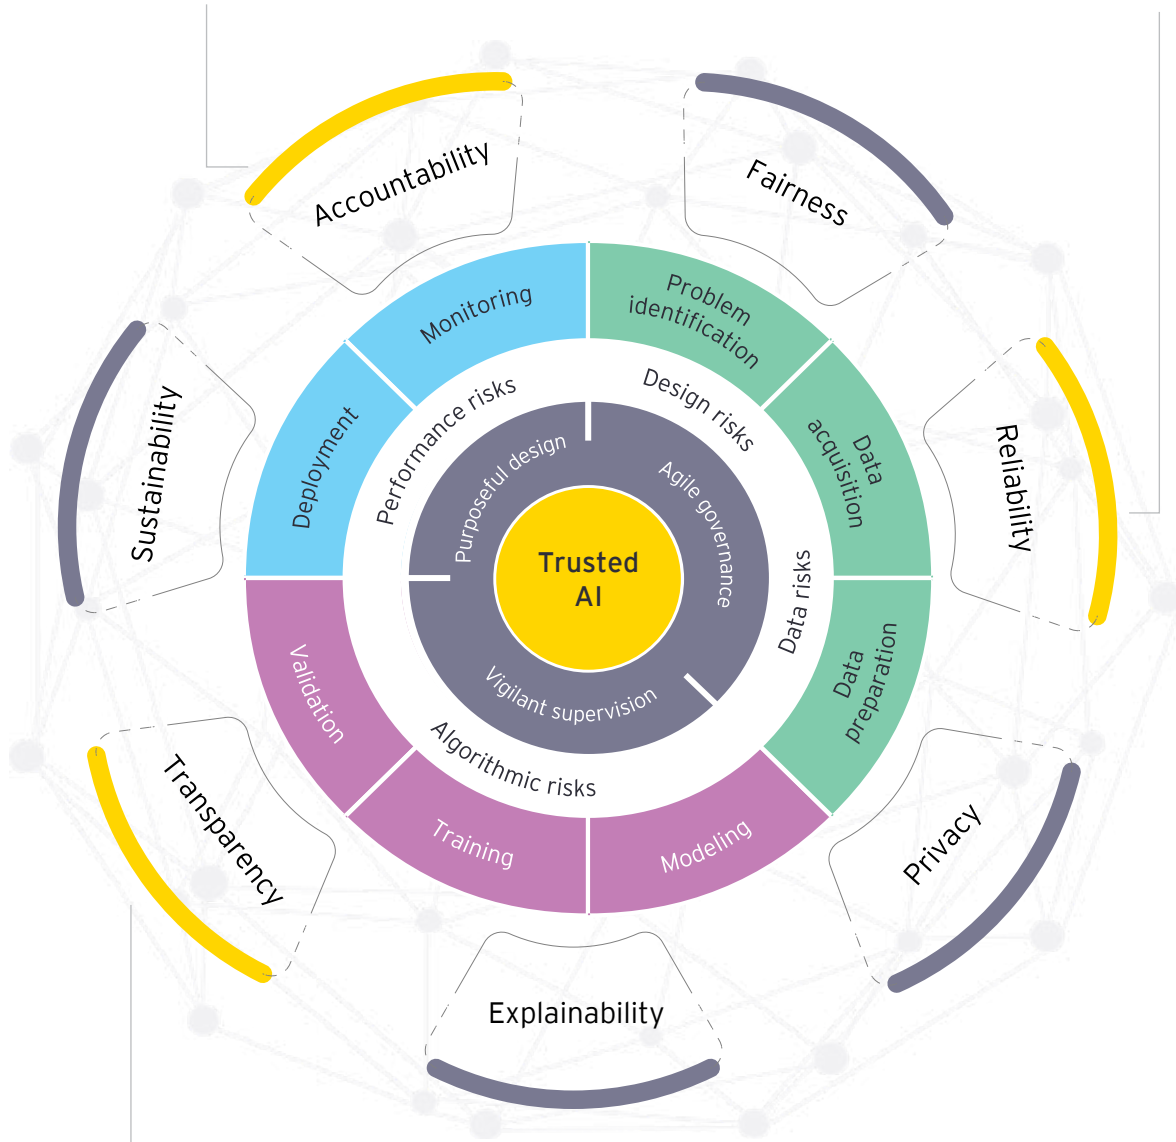 Accountability
Fairness
Reliability
Privacy
Explainability
Transparency
Sustainability
Monitoring
Problem
identification
Data
acquisition
Data
preparation
Modeling
Training
Validation
Deployment
Performance risks
Design risks
Data risks
Algorithmic risks
Purposeful design
Agile governance
Vigilant supervision
Trusted
AI